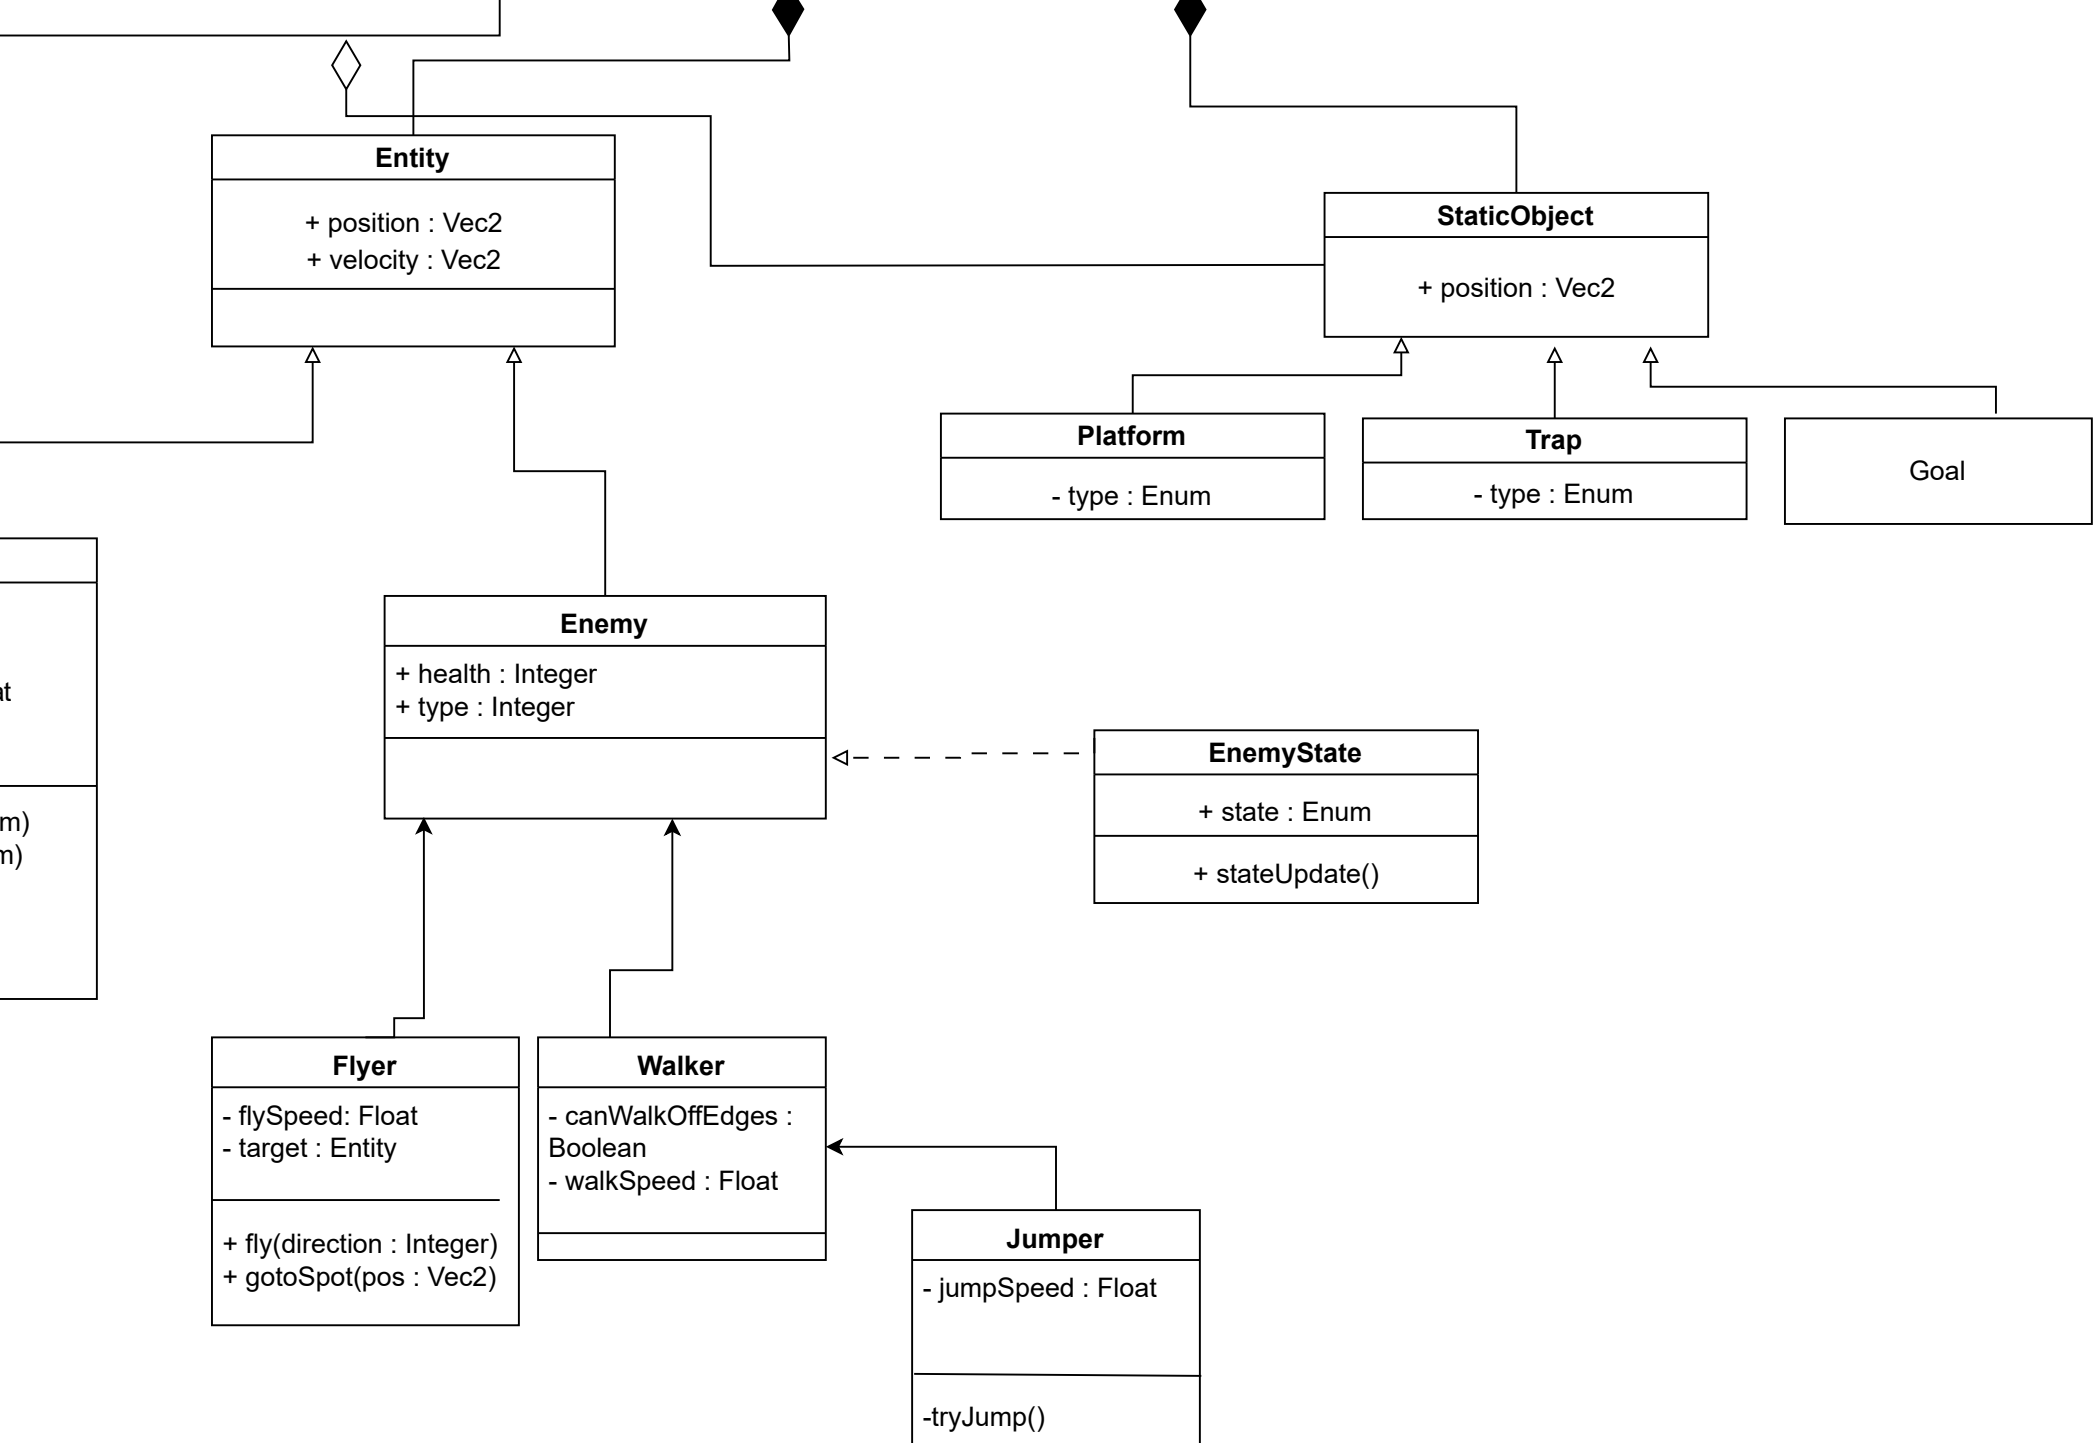 Entity
+ position : Vec2
+ velocity : Vec2
StaticObject
+ position : Vec2
Platform
- type : Enum
Trap
- type : Enum
Goal
Enemy
+ health : Integer
+ type : Integer
EnemyState
+ state : Enum
+ stateUpdate()
m)
Flyer
- flySpeed: Float
- target : Entity
+ fly(direction : Integer)
+ gotoSpot(pos : Vec2)
Walker
- canWalkOffEdges :
Boolean
- walkSpeed : Float
Jumper
- jumpSpeed : Float
-tryJump()